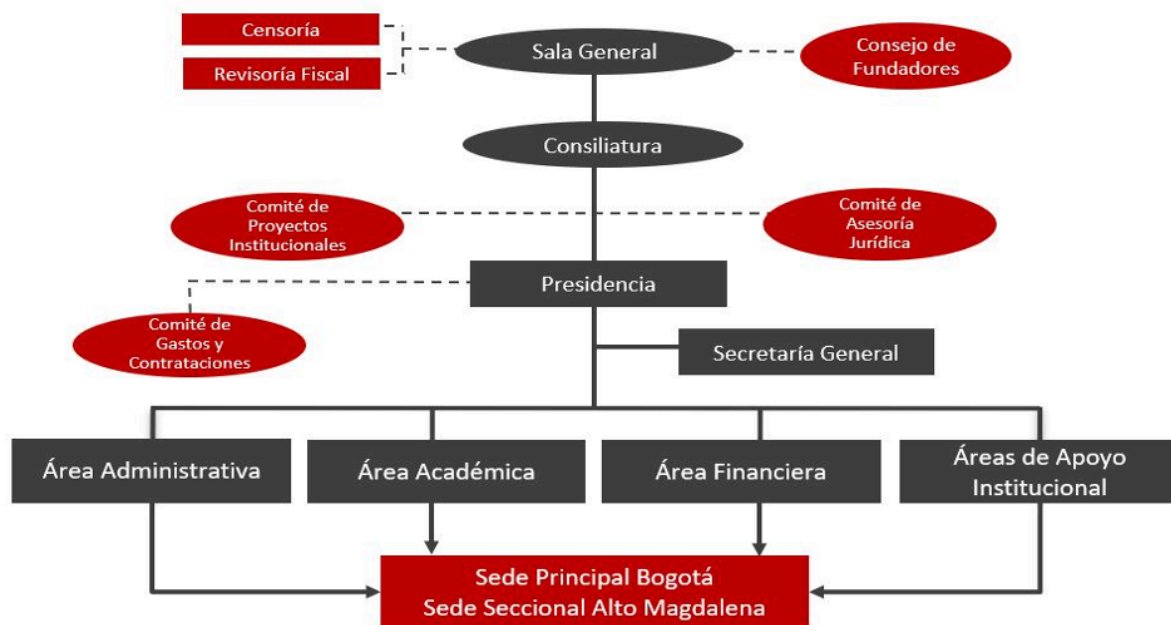 Censoría
Revisoría Fiscal
Sala General
Consejo de
Fundadores
Consiliatura
Comité de
Proyectos
Institucionales
Comité de
Asesoría
Jurídica
Presidencia
Comité de
Gastos y
Contrataciones
Secretaría General
Área Administrativa
Área Académica
Área Financiera
Áreas de Apoyo
Institucional
Sede Principal Bogotá
Sede Seccional Alto Magdalena